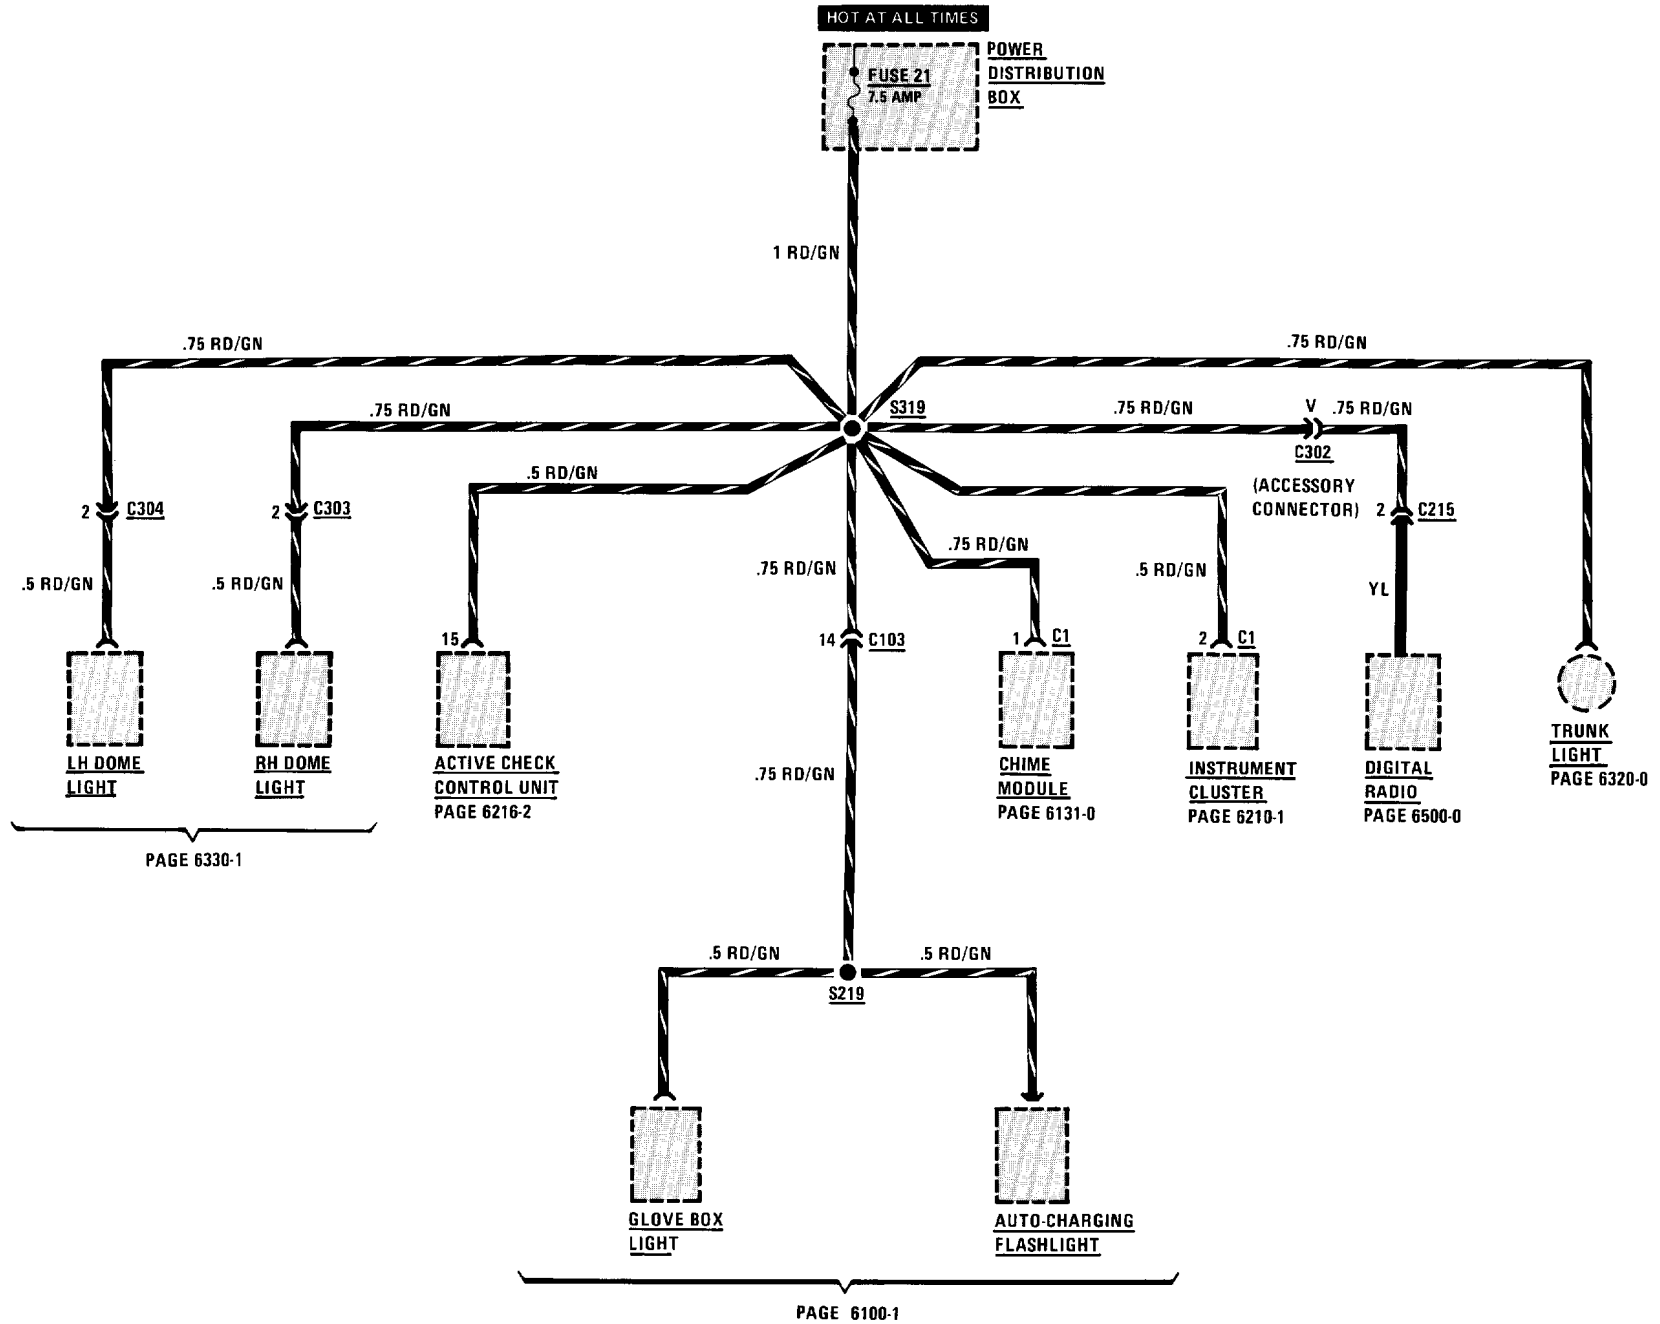 HOT AT ALL TIMES
POWER
DISTRIBUTION
BOX
FUSE 21
7.5 AMP
1 RD/GN
.75 RD/GN
.75 RD/GN
S319
.75 RD/GN
.75 RD/GN
V
.75 RD/GN
C302
(ACCESSORY
CONNECTOR)
.5 RD/GN
2
C304
2
C303
2
C215
.75 RD/GN
.75 RD/GN
.5 RD/GN
.5 RD/GN
.5 RD/GN
YL
15
14
C103
1
C1
2
C1
LH DOME
LIGHT
RH DOME
LIGHT
PAGE 6330-1
ACTIVE CHECK
CONTROL UNIT
PAGE 6216-2
.75 RD/GN
CHIME
MODULE
PAGE 6131-0
INSTRUMENT
CLUSTER
PAGE 6210-1
DIGITAL
RADIO
PAGE 6500-0
TRUNK
LIGHT
PAGE 6320-0
.5 RD/GN
.5 RD/GN
S219
GLOVE BOX
LIGHT
AUTO-CHARGING
FLASHLIGHT
PAGE 6100-1